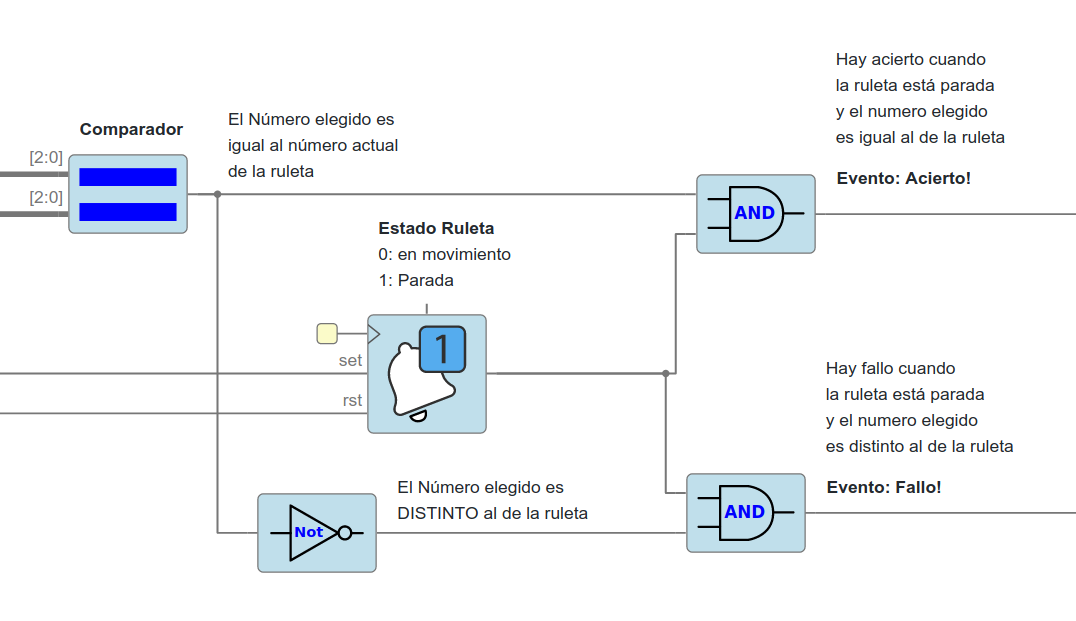 Hay acierto cuando
la ruleta está parada
y el numero elegido
es igual al de la ruleta
Evento: Acierto!
Comparador
El Número elegido es
igual al número actual
de la ruleta
[2:0]
[2:0]
AND
Estado Ruleta
0: en movimiento
1: Parada
1
set
rst
Hay fallo cuando
la ruleta está parada
y el numero elegido
es distinto al de la ruleta
Evento: Fallo!
El Número elegido es
DISTINTO al de la ruleta
Not
AND